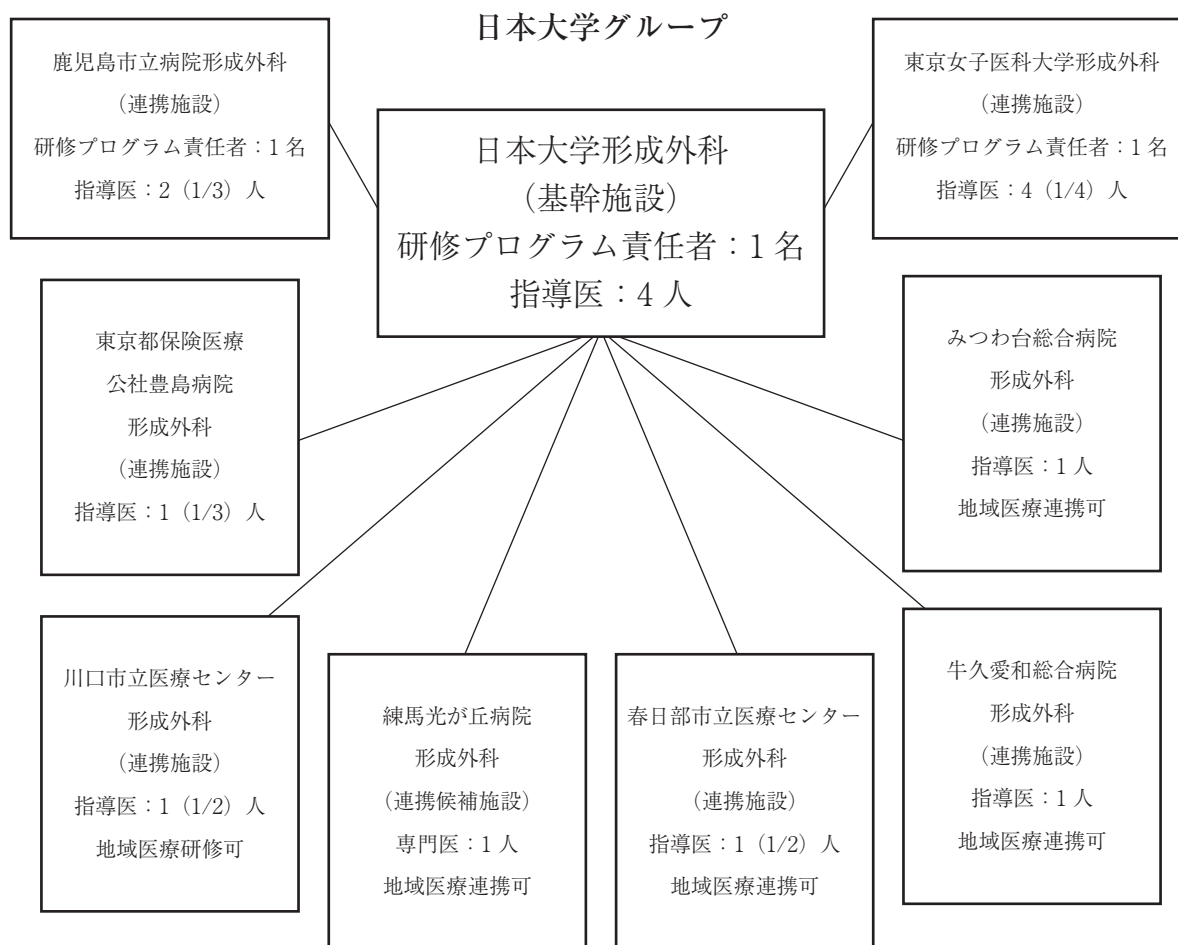 日本大学グループ
鹿児島市立病院形成外科
（連携施設）
研修プログラム責任者：1 名
指導医：2（1/3）人
日本大学形成外科
（基幹施設）
研修プログラム責任者：1 名
指導医：4 人
東京女子医科大学形成外科
（連携施設）
研修プログラム責任者：1 名
指導医：4（1/4）人
東京都保険医療
公社豊島病院
形成外科
（連携施設）
指導医：1（1/3）人
みつわ台総合病院
形成外科
（連携施設）
指導医：1 人
地域医療連携可
川口市立医療センター
形成外科
（連携施設）
指導医：1（1/2）人
地域医療研修可
練馬光が丘病院
形成外科
（連携候補施設）
専門医：1 人
地域医療連携可
春日部市立医療センター
形成外科
（連携施設）
指導医：1（1/2）人
地域医療連携可
牛久愛和総合病院
形成外科
（連携施設）
指導医：1 人
地域医療連携可